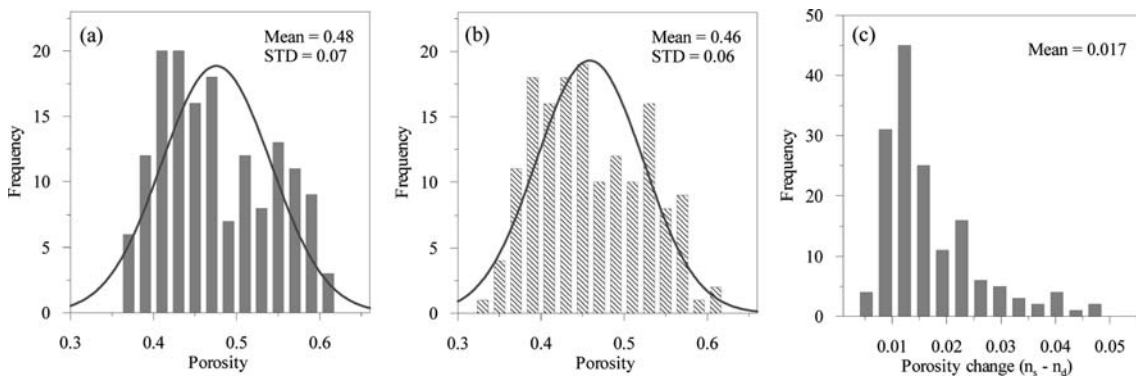 (a)
Mean = 0.48
STD = 0.07
20
15
10
5
0
Frequency
0.3 0.4 0.5 0.6
Porosity
(b)
Mean = 0.46
STD = 0.06
20
15
10
5
0
Frequency
0.3 0.4 0.5 0.6
Porosity
(c)
Mean = 0.017
50
40
30
20
10
0
Frequency
0.01 0.02 0.03 0.04 0.05
Porosity change (nₛ - n_d)